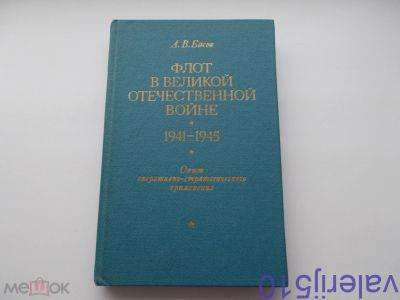 А. В. Басов
ФЛОТ
В ВЕЛИКОЙ
ОТЕЧЕСТВЕННОЙ
ВОЙНЕ
1941-1945
Опыт
оперативно-стратегического
применения
мешок
valerij510